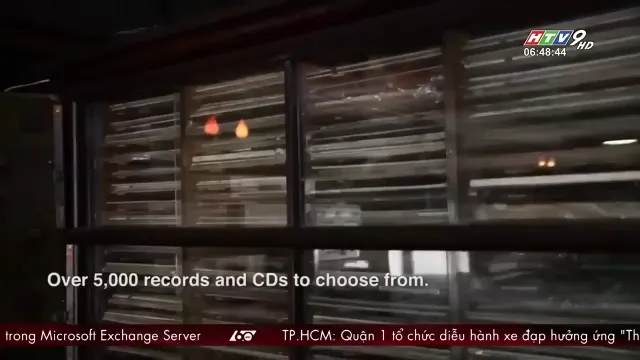 HTV9 HD
06:48:44
Over 5,000 records and CDs to choose from.
trong Microsoft Exchange Server 60 TP.HCM: Quận 1 tổ chức diễu hành xe đạp hưởng ứng "Th